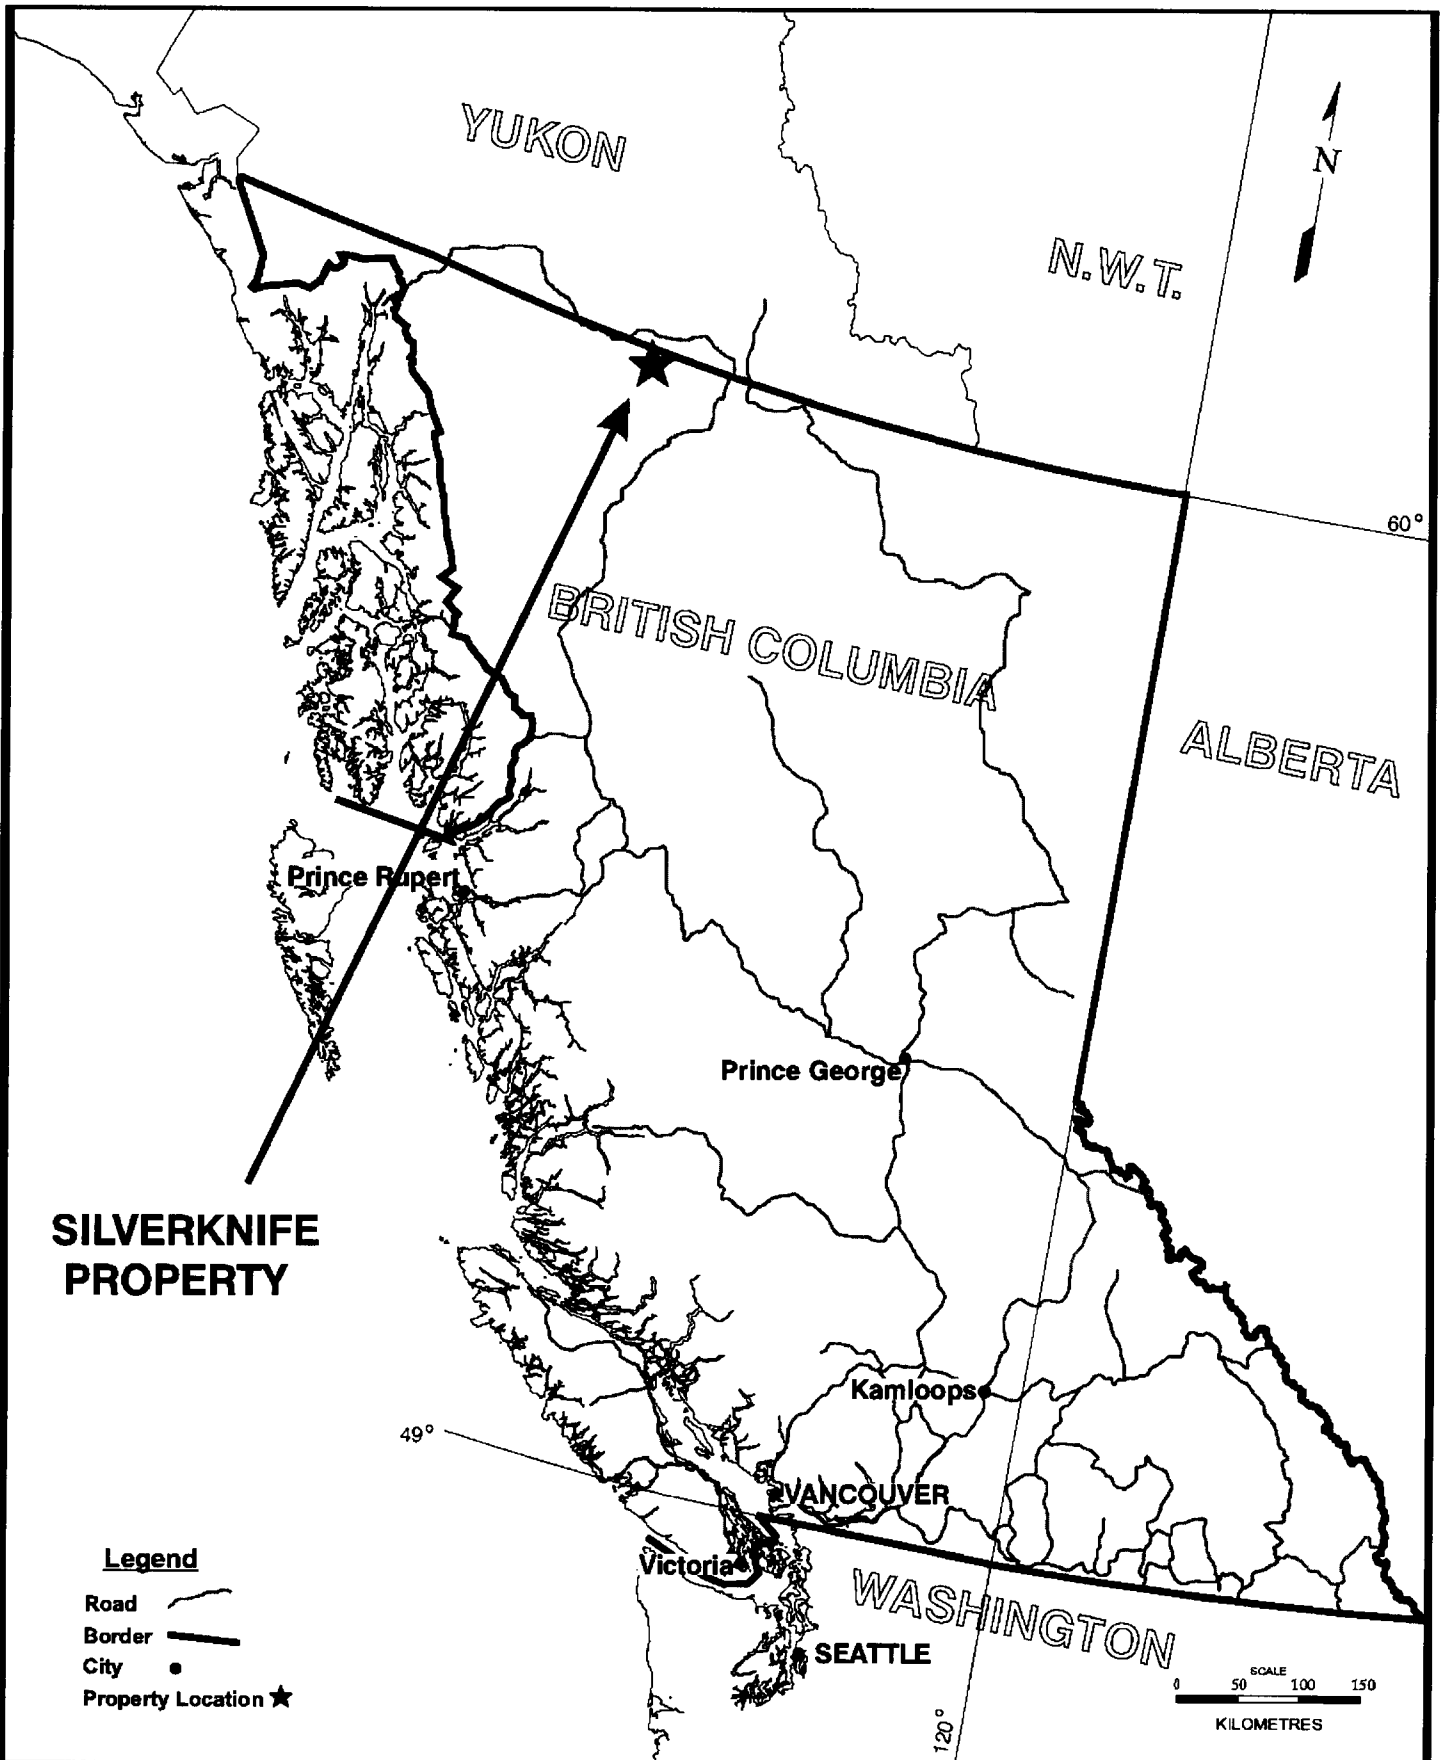 YUKON
N
N.W.T.
60°
BRITISH COLUMBIA
ALBERTA
Prince Rupert
Prince George
SILVERKNIFE
PROPERTY
Kamloops
49°
VANCOUVER
Victoria
WASHINGTON
SEATTLE
120°
Legend
Road
Border
City
Property Location
SCALE
0 50 100 150
KILOMETRES